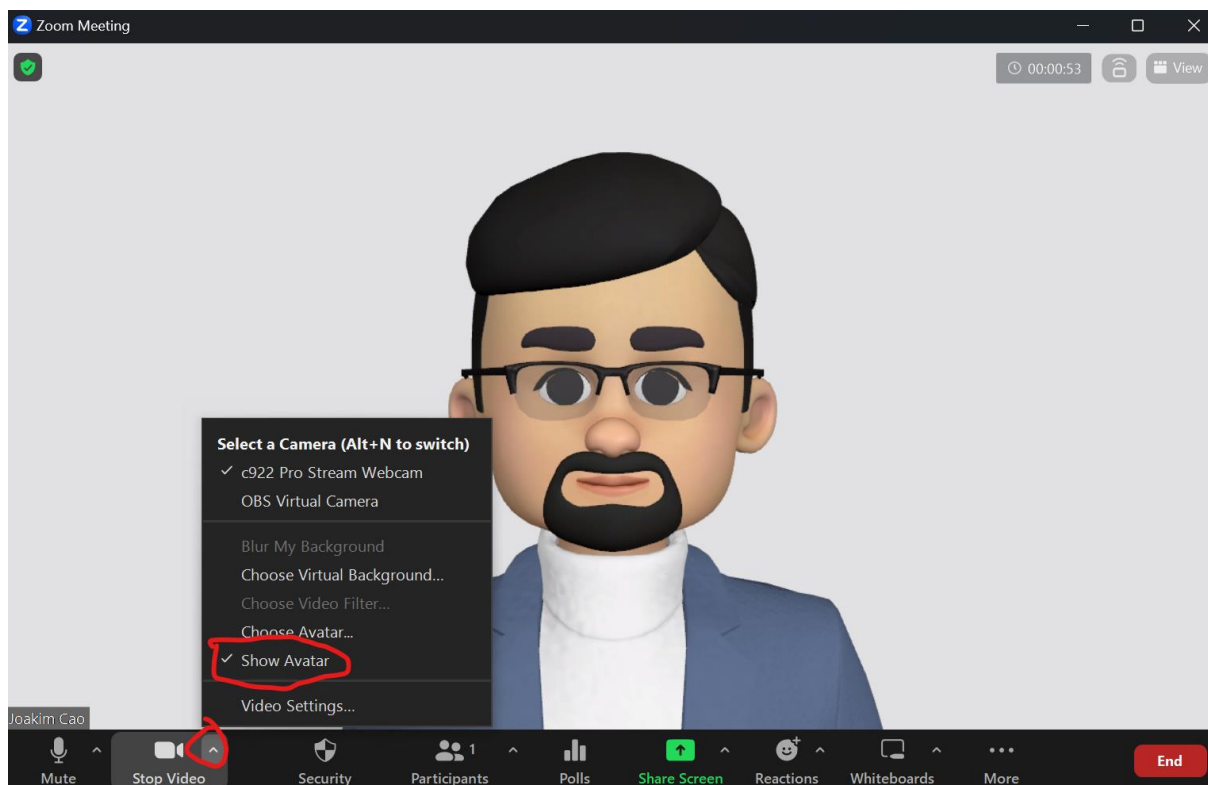 Zoom Meeting
00:00:53
View
Select a Camera (Alt+N to switch)
c922 Pro Stream Webcam
OBS Virtual Camera
Blur My Background
Choose Virtual Background...
Choose Video Filter...
Choose Avatar...
Show Avatar
Video Settings...
Joakim Cao
1
Mute
Stop Video
Security
Participants
Polls
Share Screen
Reactions
Whiteboards
More
End